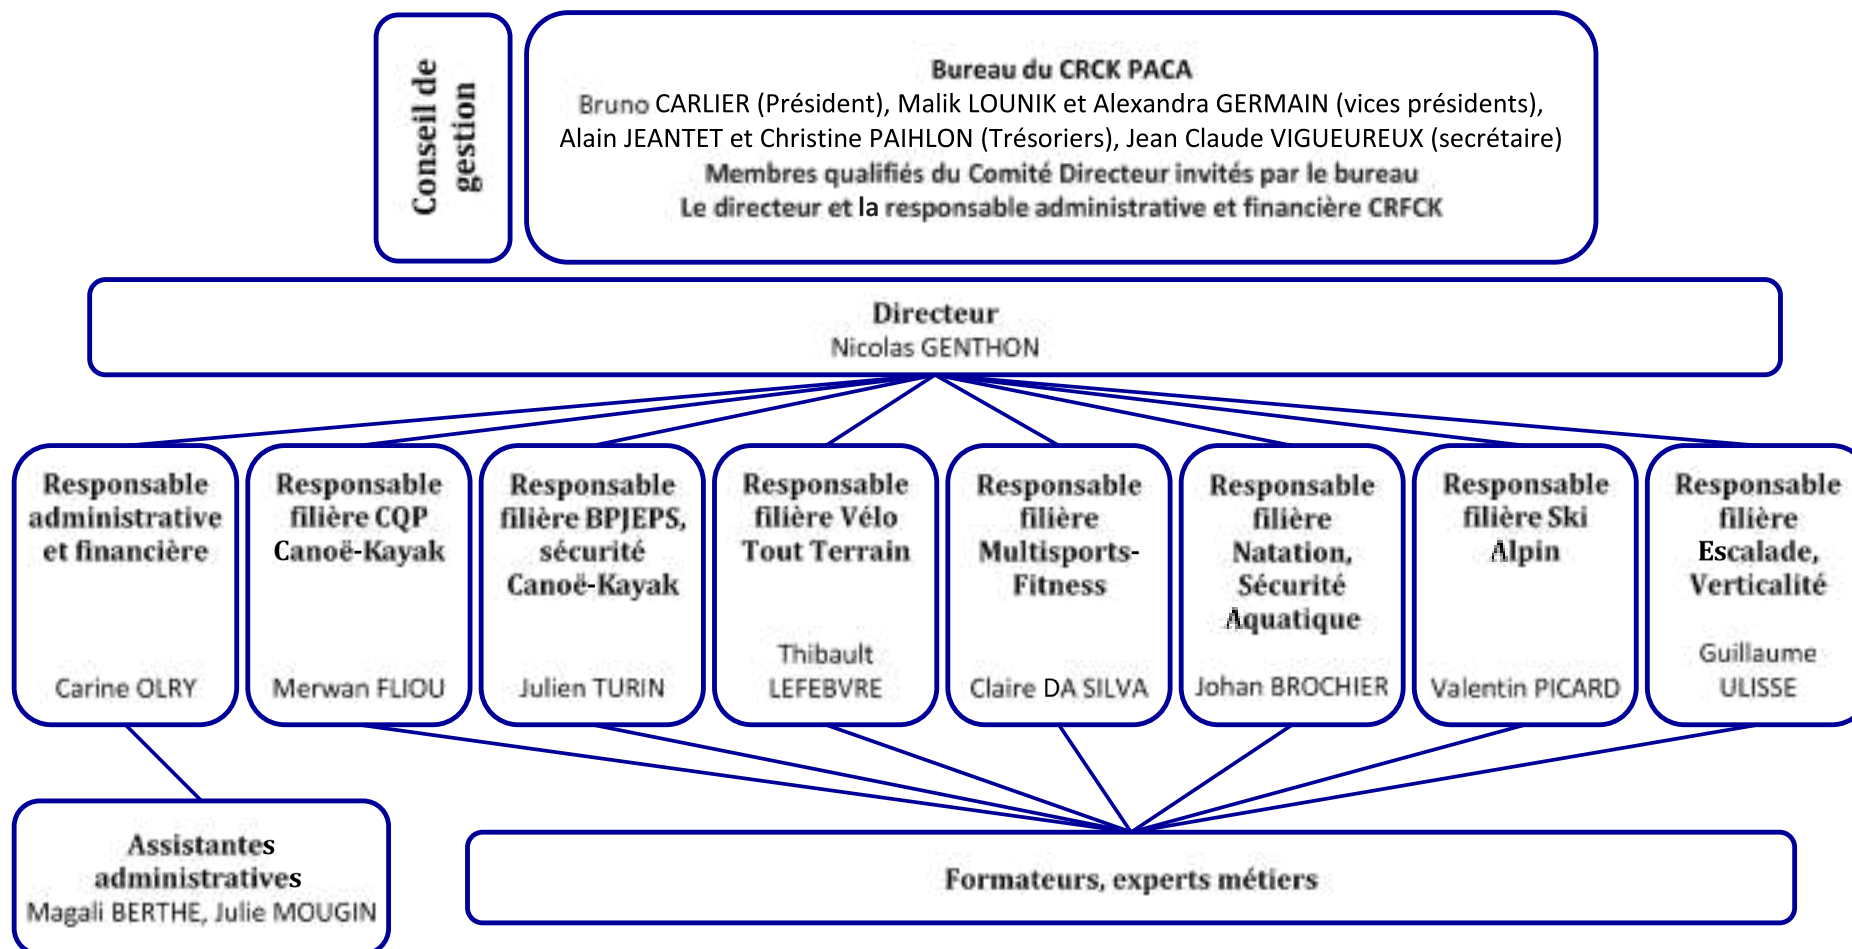 Conseil de
gestion
Bureau du CRCK PACA
Bruno CARLIER (Président), Malik LOUNIK et Alexandra GERMAIN (vices présidents),
Alain JEANTET et Christine PAIHLON (Trésoriers), Jean Claude VIGUEUREUX (secrétaire)
Membres qualifiés du Comité Directeur invités par le bureau
Le directeur et la responsable administrative et financière CRFCK
Directeur
Nicolas GENTHON
Responsable
administrative
et financière
Carine OLRY
Responsable
filière CQP
Canoë-Kayak
Merwan FLIOU
Responsable
filière BPJEPS,
sécurité
Canoë-Kayak
Julien TURIN
Responsable
filière Vélo
Tout Terrain
Thibault
LEFEBVRE
Responsable
filière
Multisports-
Fitness
Claire DA SILVA
Responsable
filière
Natation,
Sécurité
Aquatique
Johan BROCHIER
Responsable
filière Ski
Alpin
Valentin PICARD
Responsable
filière
Escalade,
Verticalité
Guillaume
ULISSE
Assistantes
administratives
Magali BERTHE, Julie MOUGIN
Formateurs, experts métiers